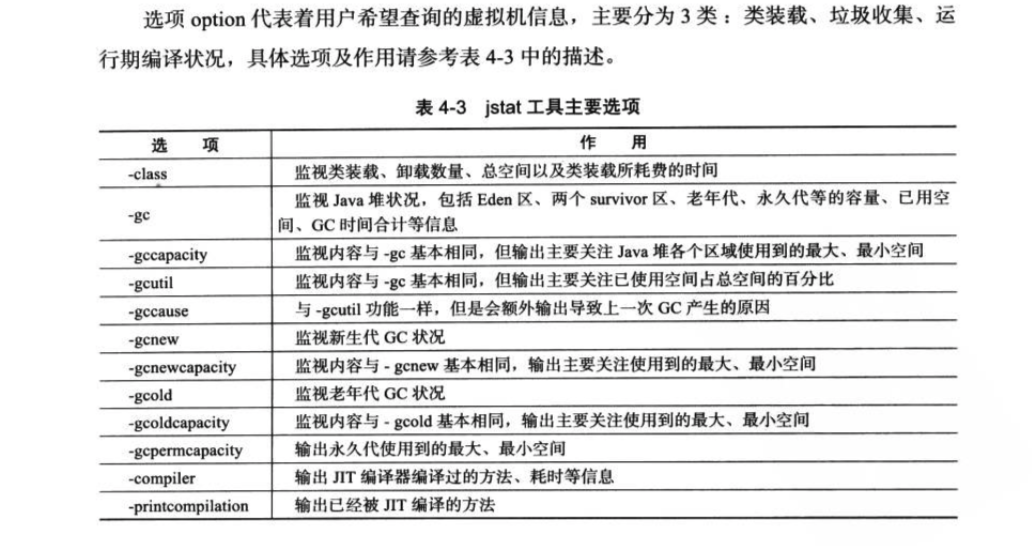 选项 option 代表着用户希望查询的虚拟机信息，主要分为 3 类：类装载、垃圾收集、运
行期编译状况，具体选项及作用请参考表 4-3 中的描述。
表 4-3 jstat 工具主要选项
选 项 作 用
-class 监视类装载、卸载数量、总空间以及类装载所耗费的时间
-gc 监视 Java 堆状况，包括 Eden 区、两个 survivor 区、老年代、永久代等的容量、已用空
间、GC 时间合计等信息
-gccapacity 监视内容与 -gc 基本相同，但输出主要关注 Java 堆各个区域使用到的最大、最小空间
-gcutil 监视内容与 -gc 基本相同，但输出主要关注已使用空间占总空间的百分比
-gccause 与 -gcutil 功能一样，但是会额外输出导致上一次 GC 产生的原因
-gcnew 监视新生代 GC 状况
-gcnewcapacity 监视内容与 - gcnew 基本相同，输出主要关注使用到的最大、最小空间
-gcold 监视老年代 GC 状况
-gcoldcapacity 监视内容与 - gcold 基本相同，输出主要关注使用到的最大、最小空间
-gcpermcapacity 输出永久代使用到的最大、最小空间
-compiler 输出 JIT 编译器编译过的方法、耗时等信息
-printcompilation 输出已经被 JIT 编译的方法